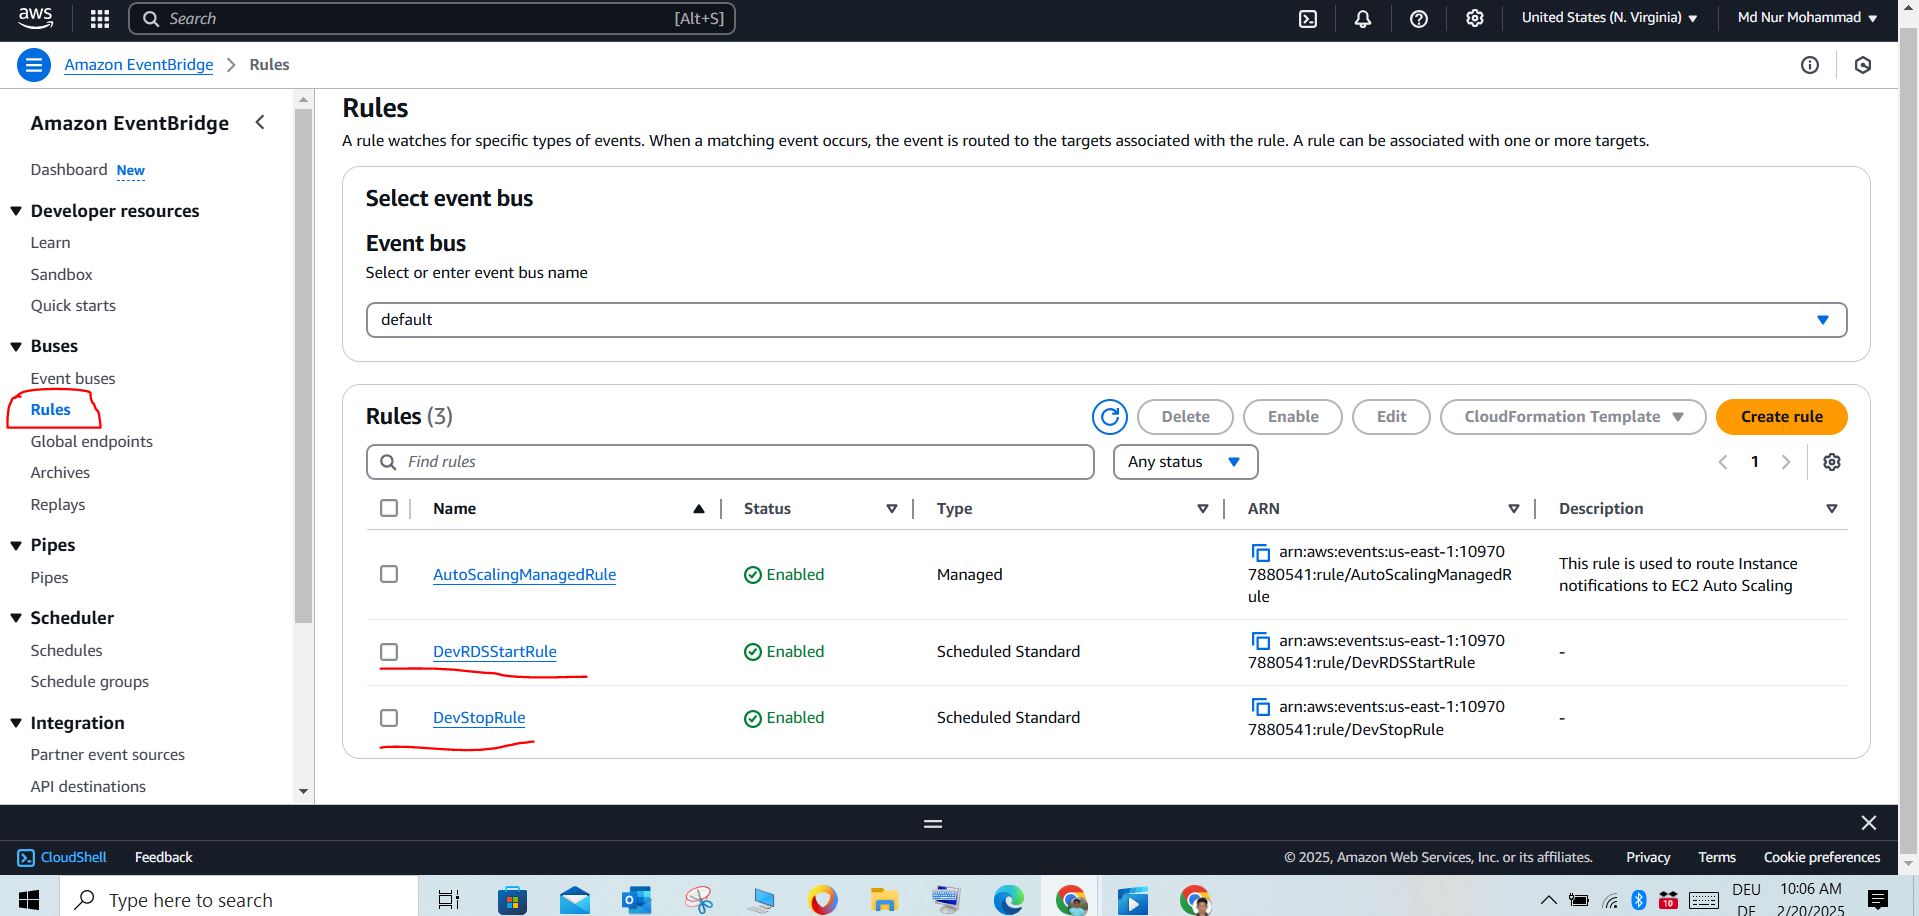 aws
Search
[Alt+S]
United States (N. Virginia)
Md Nur Mohammad
Amazon EventBridge
Rules
Amazon EventBridge
Dashboard New
Developer resources
Learn
Sandbox
Quick starts
Buses
Event buses
Rules
Global endpoints
Archives
Replays
Pipes
Pipes
Scheduler
Schedules
Schedule groups
Integration
Partner event sources
API destinations
Rules
A rule watches for specific types of events. When a matching event occurs, the event is routed to the targets associated with the rule. A rule can be associated with one or more targets.
Select event bus
Event bus
Select or enter event bus name
default
Rules (3)
Delete
Enable
Edit
CloudFormation Template
Create rule
Find rules
Any status
1
Name
Status
Type
ARN
Description
AutoScalingManagedRule
Enabled
Managed
arn:aws:events:us-east-1:10970
7880541:rule/AutoScalingManagedR
ule
This rule is used to route Instance
notifications to EC2 Auto Scaling
DevRDSStartRule
Enabled
Scheduled Standard
arn:aws:events:us-east-1:10970
7880541:rule/DevRDSStartRule
-
DevStopRule
Enabled
Scheduled Standard
arn:aws:events:us-east-1:10970
7880541:rule/DevStopRule
-
CloudShell
Feedback
© 2025, Amazon Web Services, Inc. or its affiliates.
Privacy
Terms
Cookie preferences
Type here to search
10
DEU
DE
10:06 AM
2/20/2025